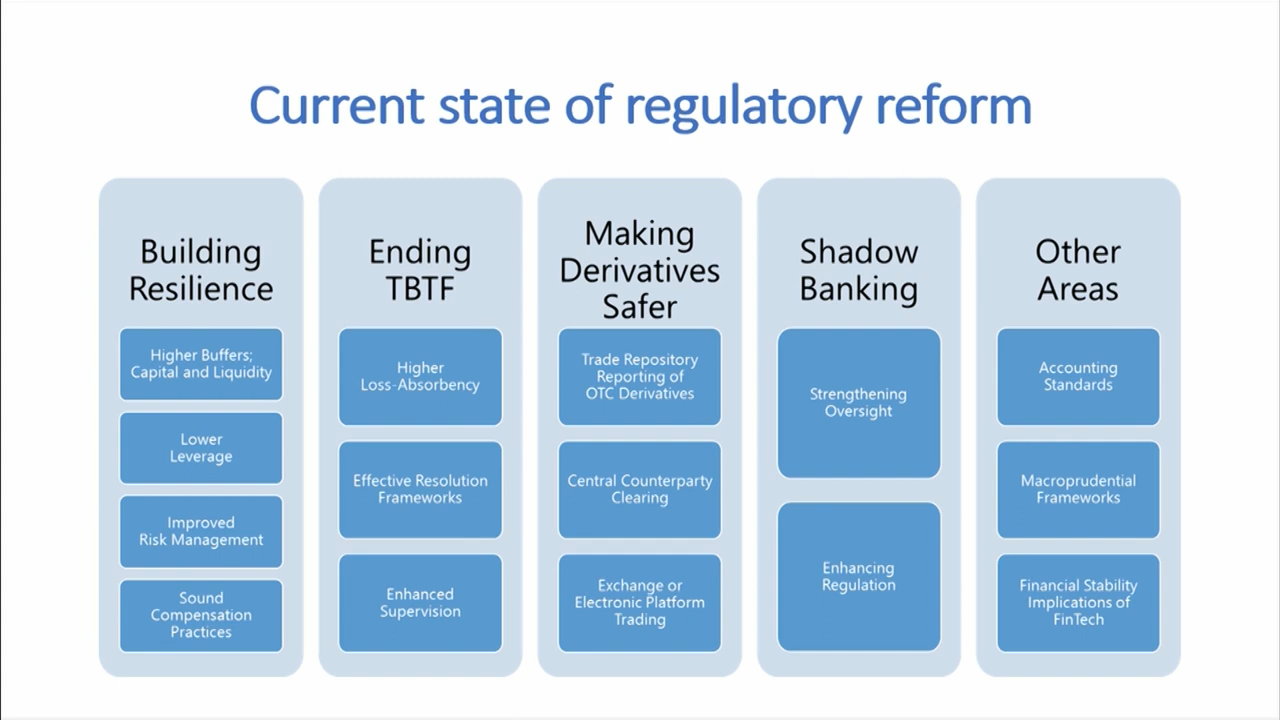 Current state of regulatory reform
Building
Resilience
Higher Buffers;
Capital and Liquidity
Lower
Leverage
Improved
Risk Management
Sound
Compensation
Practices
Ending
TBTF
Higher
Loss-Absorbency
Effective Resolution
Frameworks
Enhanced
Supervision
Making
Derivatives
Safer
Trade Repository
Reporting of
OTC Derivatives
Central Counterparty
Clearing
Exchange or
Electronic Platform
Trading
Shadow
Banking
Strengthening
Oversight
Enhancing
Regulation
Other
Areas
Accounting
Standards
Macroprudential
Frameworks
Financial Stability
Implications of
FinTech